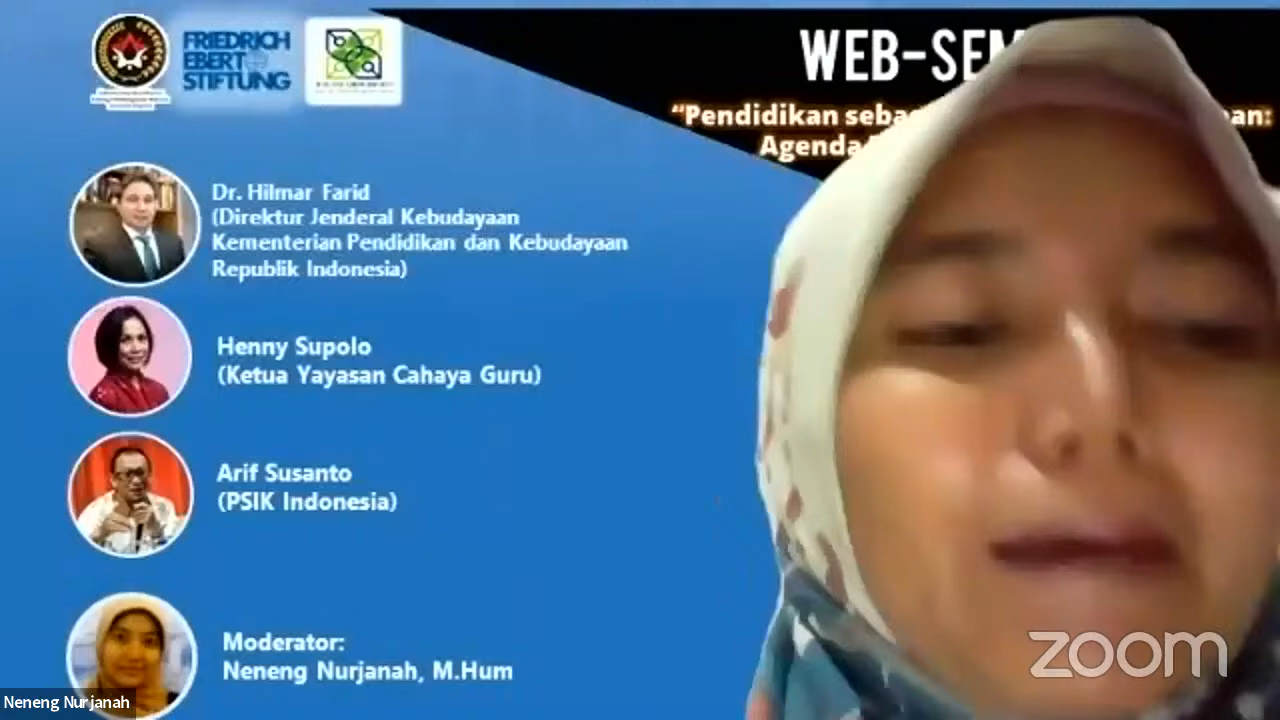 FRIEDRICH
EBERT
STIFTUNG
WEB-SEM
“Pendidikan seba an:
Agenda
Dr. Hilmar Farid
(Direktur Jenderal Kebudayaan
Kementerian Pendidikan dan Kebudayaan
Republik Indonesia)
Henny Supolo
(Ketua Yayasan Cahaya Guru)
Arif Susanto
(PSIK Indonesia)
Moderator:
Neneng Nurjanah, M.Hum
Neneng Nurjanah
zoom